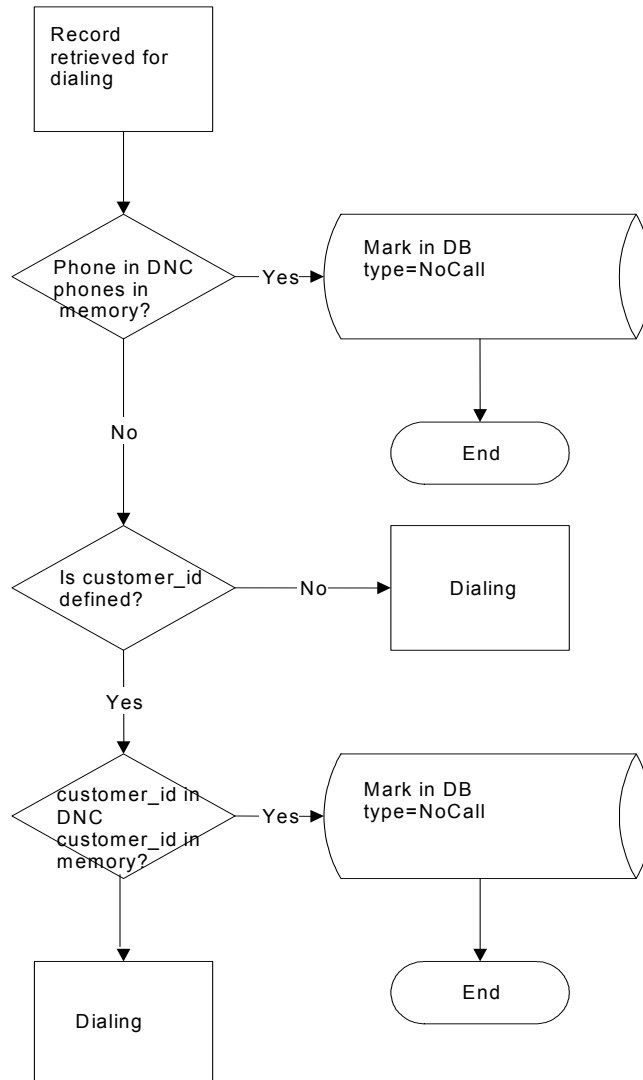 Record
retrieved for
dialing
Phone in DNC
phones in
memory?
Yes
Mark in DB
type=NoCall
No
End
Is customer_id
defined?
No
Dialing
Yes
customer_id in
DNC
customer_id in
memory?
Yes
Mark in DB
type=NoCall
Dialing
End